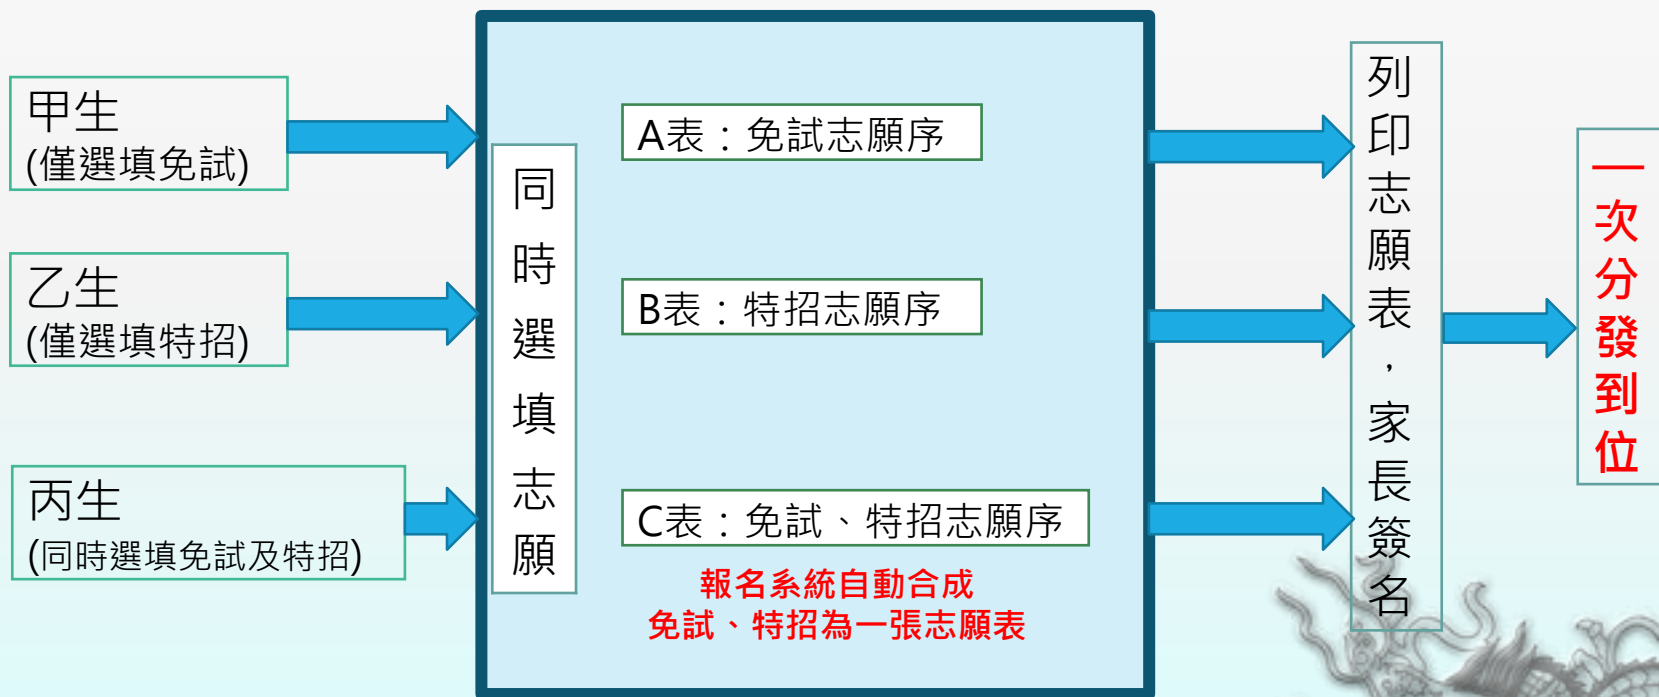 甲生
(僅選填免試)
乙生
(僅選填特招)
丙生
(同時選填免試及特招)
同時選填志願
A表：免試志願序
B表：特招志願序
C表：免試、特招志願序
報名系統自動合成
免試、特招為一張志願表
列印志願表，家長簽名
一次分發到位